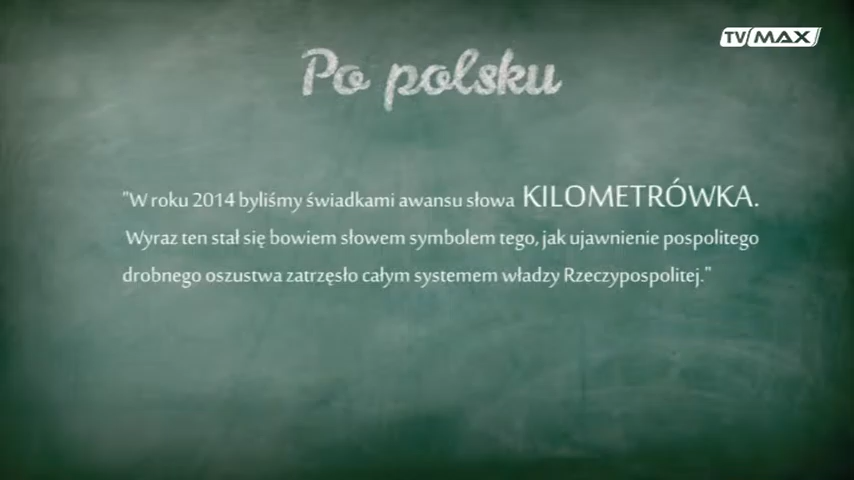 TV MAX
Po polsku
"W roku 2014 byliśmy świadkami awansu słowa KILOMETRÓWKA.
Wyraz ten stał się bowiem słowem symbolem tego, jak ujawnienie pospolitego
drobnego oszustwa zatrzęsło całym systemem władzy Rzeczypospolitej."